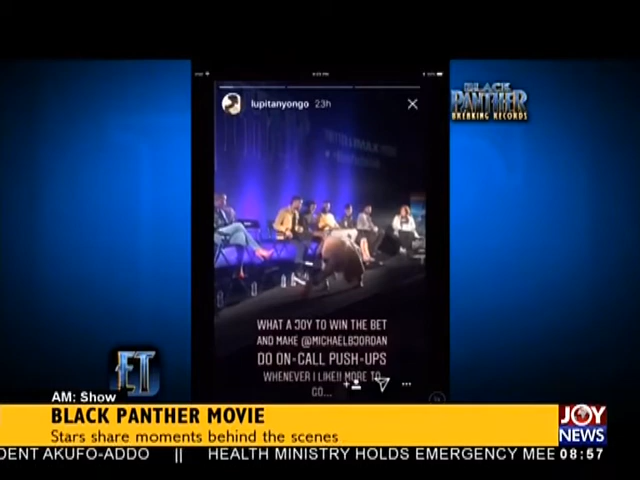 lupitanyongo 23h
BLACK
PANTHER
BREAKING RECORDS
WHAT A JOY TO WIN THE BET
AND MAKE @MICHAELBJORDAN
DO ON-CALL PUSH-UPS
WHENEVER I LIKE!! MORE TO
GO...
ET
AM: Show
BLACK PANTHER MOVIE
Stars share moments behind the scenes
JOY
NEWS
DENT AKUFO-ADDO || HEALTH MINISTRY HOLDS EMERGENCY MEE 08:57